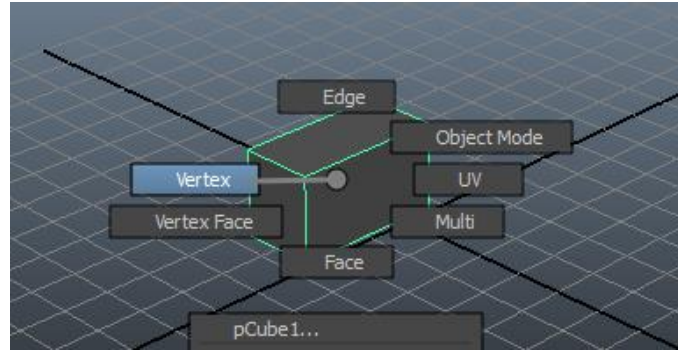 Edge
Object Mode
Vertex
UV
Vertex Face
Multi
Face
pCube1...